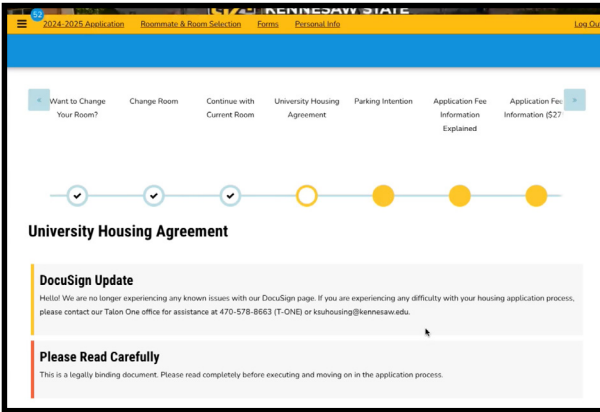 KENNESAW STATE
52
2024-2025 Application Roommate & Room Selection Forms Personal Info Log Ou
« Want to Change Change Room Continue with University Housing Parking Intention Application Fee Application Fee »
Your Room? Current Room Agreement Information Information ($27
Explained
University Housing Agreement
DocuSign Update
Hello! We are no longer experiencing any known issues with our DocuSign page. If you are experiencing any difficulty with your housing application process,
please contact our Talon One office for assistance at 470-578-8663 (T-ONE) or ksuhousing@kennesaw.edu.
Please Read Carefully
This is a legally binding document. Please read completely before executing and moving on in the application process.